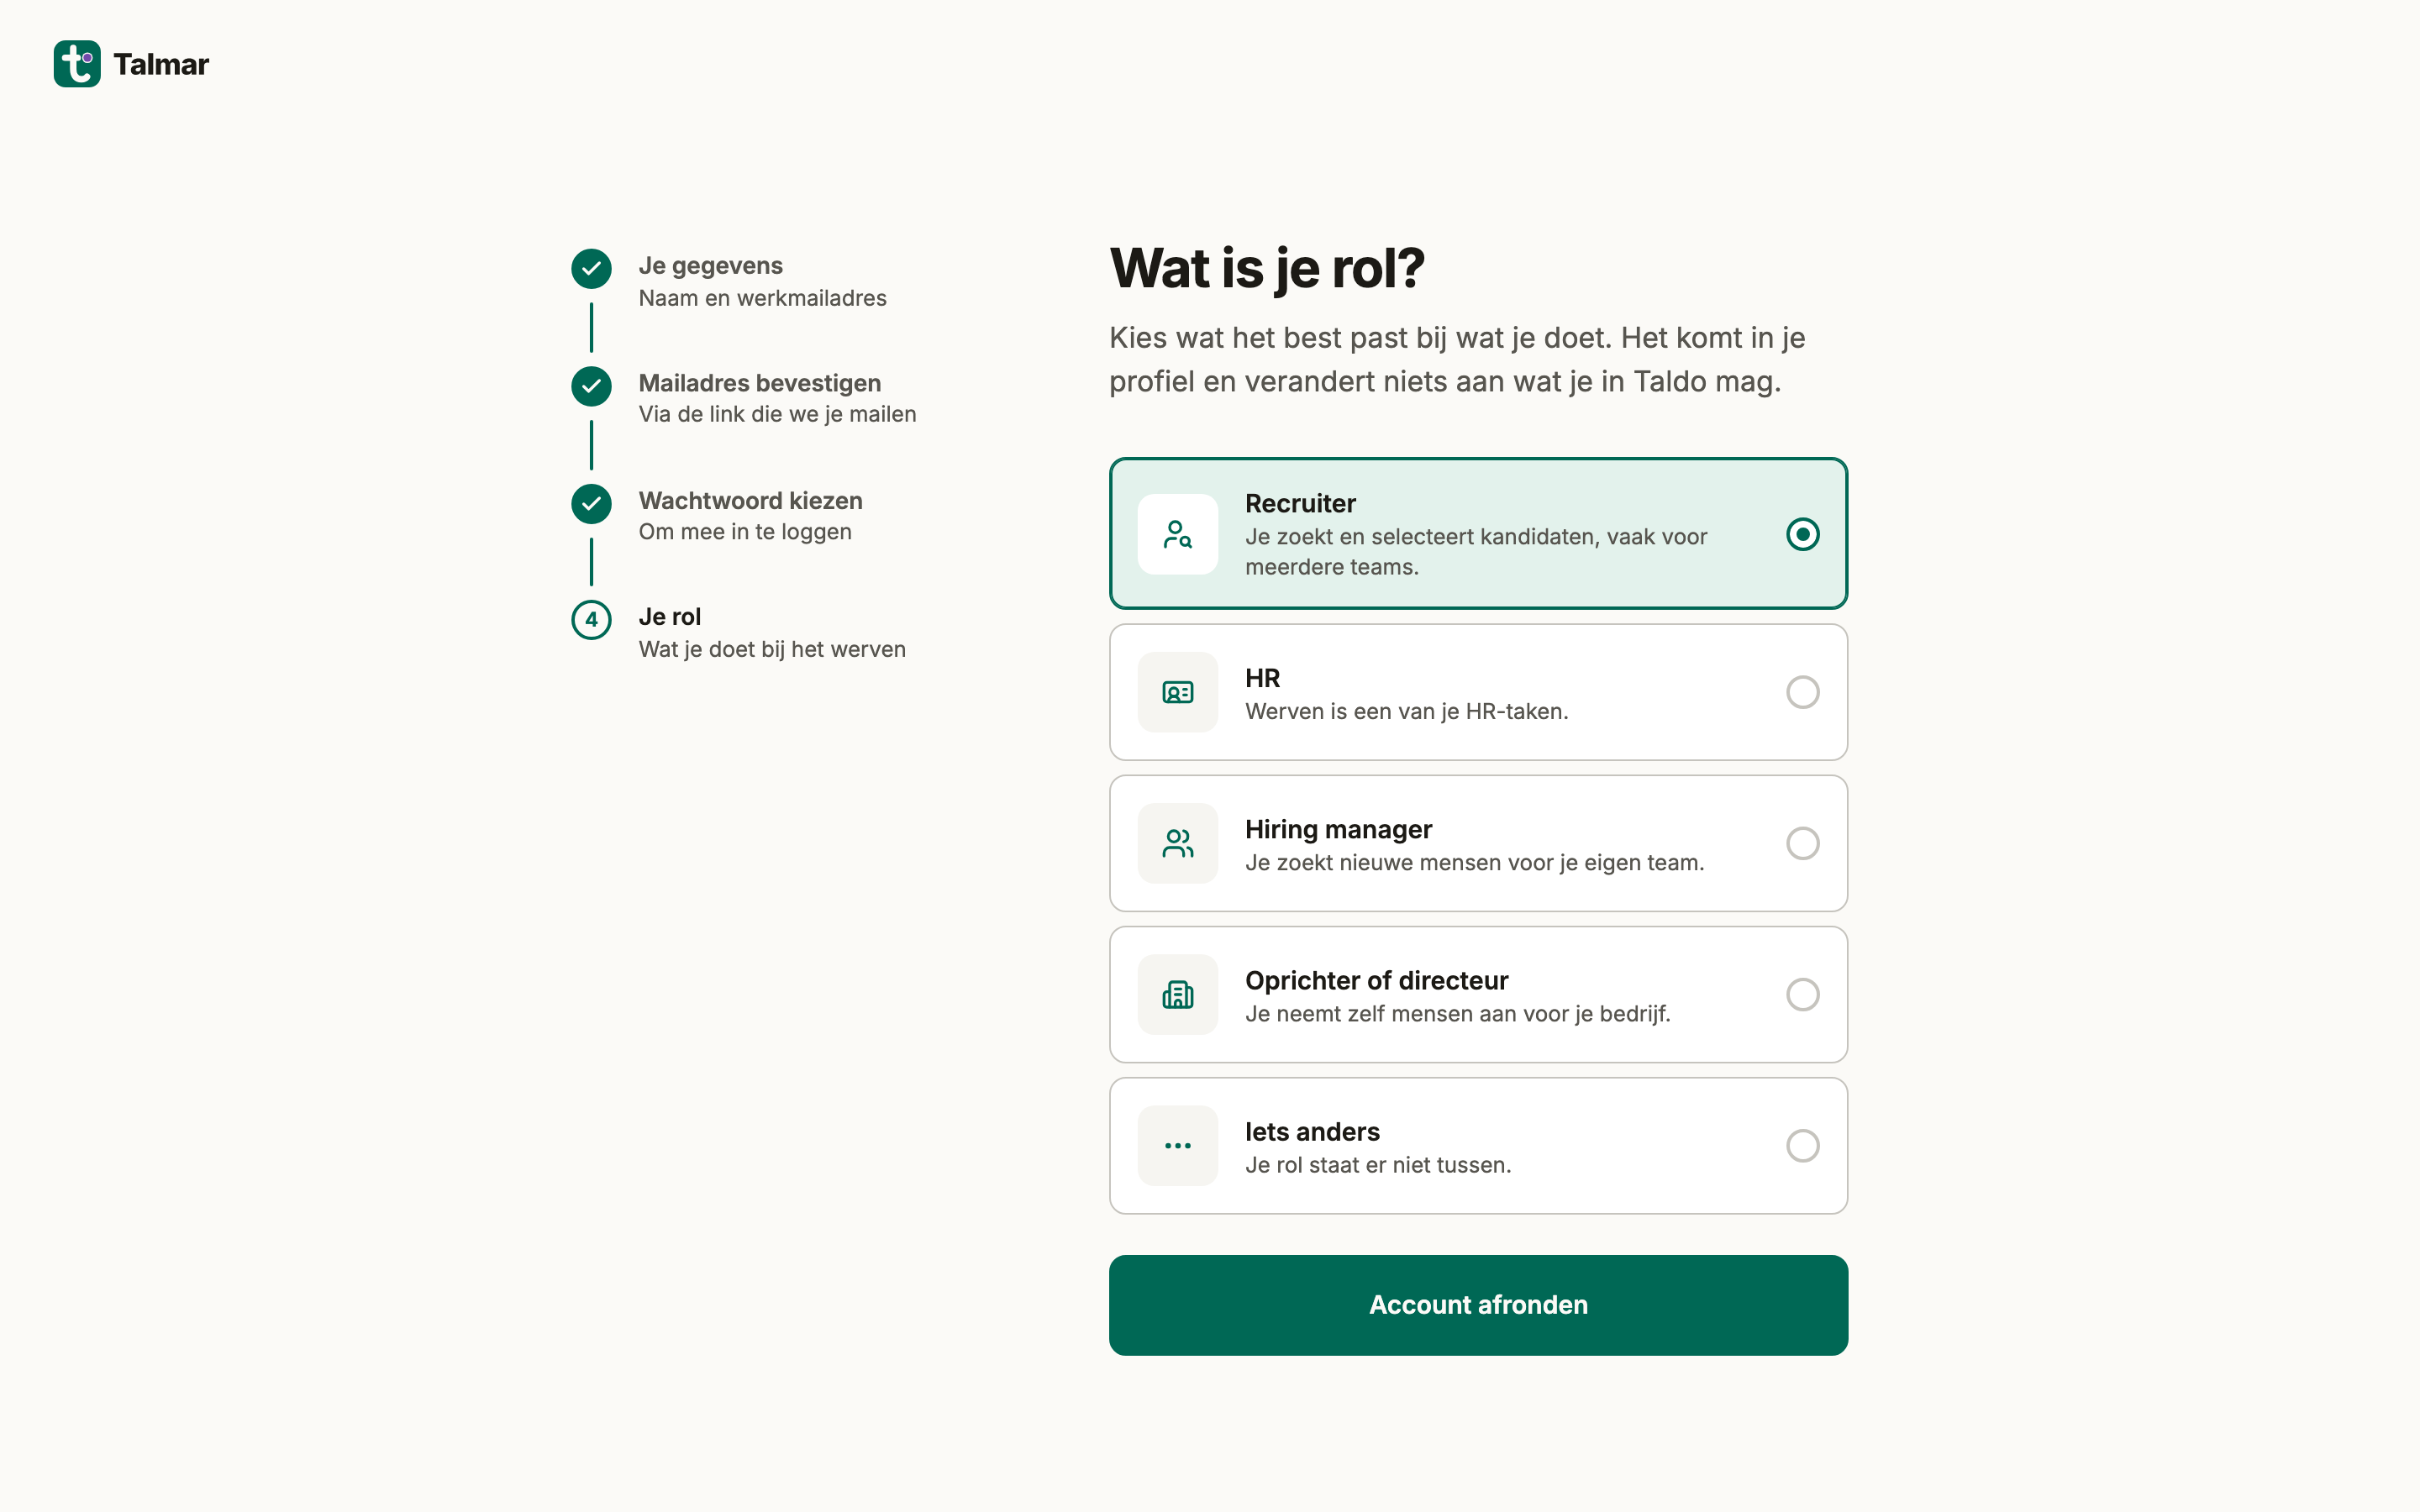 Talmar
Je gegevens
Naam en werkmailadres
Mailadres bevestigen
Via de link die we je mailen
Wachtwoord kiezen
Om mee in te loggen
4
Je rol
Wat je doet bij het werven
Wat is je rol?
Kies wat het best past bij wat je doet. Het komt in je
profiel en verandert niets aan wat je in Taldo mag.
Recruiter
Je zoekt en selecteert kandidaten, vaak voor
meerdere teams.
HR
Werven is een van je HR-taken.
Hiring manager
Je zoekt nieuwe mensen voor je eigen team.
Oprichter of directeur
Je neemt zelf mensen aan voor je bedrijf.
Iets anders
Je rol staat er niet tussen.
Account afronden